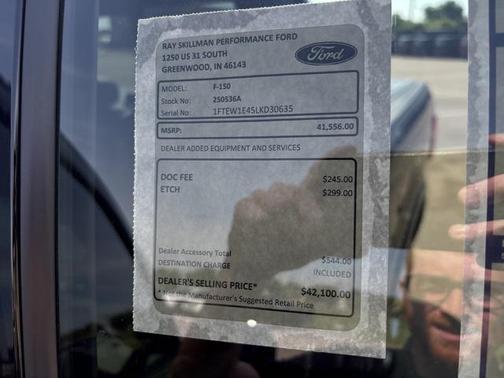 RAY SKILLMAN PERFORMANCE FORD
1250 US 31 SOUTH
GREENWOOD, IN 46143
Ford
MODEL: F-150
Stock No: 250536A
Serial No: 1FTEW1E45LKD30635
MSRP: 41,556.00
DEALER ADDED EQUIPMENT AND SERVICES
DOC FEE $245.00
ETCH $299.00
Dealer Accessory Total $544.00
DESTINATION CHARGE INCLUDED
DEALER'S SELLING PRICE* $42,100.00
* Not the Manufacturer's Suggested Retail Price